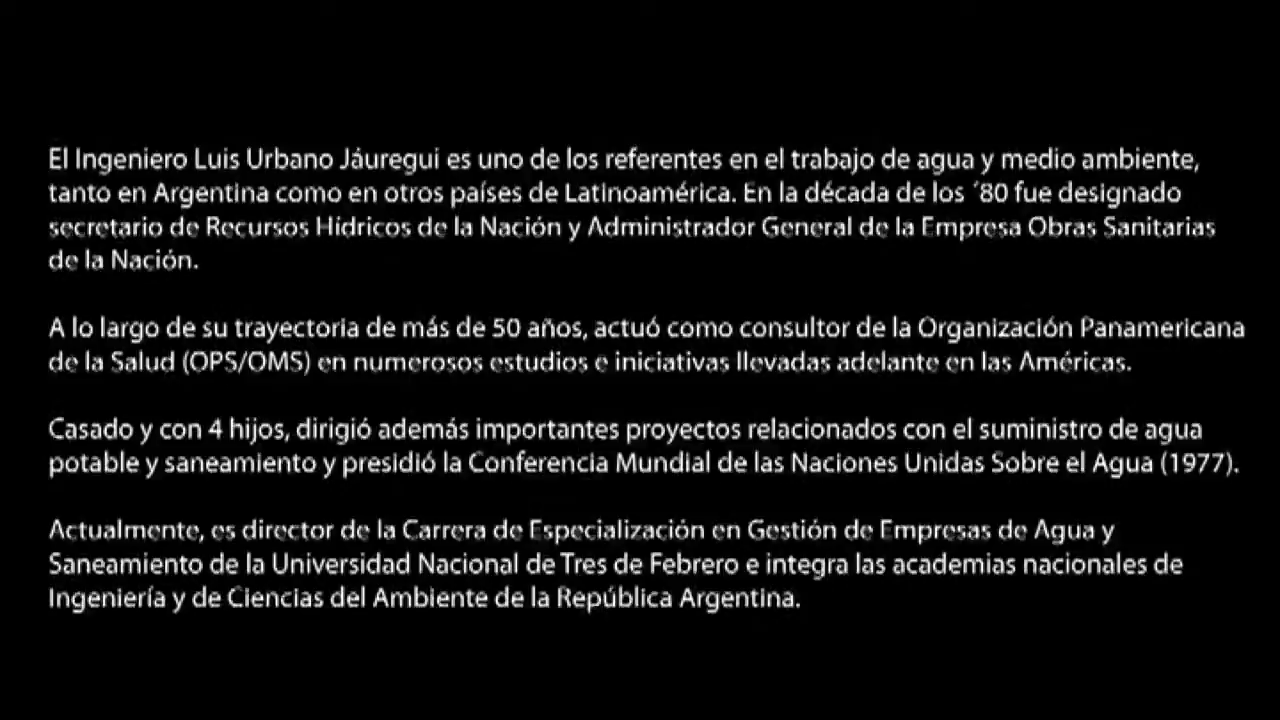 El Ingeniero Luis Urbano Jáuregui es uno de los referentes en el trabajo de agua y medio ambiente,
tanto en Argentina como en otros países de Latinoamérica. En la década de los ´80 fue designado
secretario de Recursos Hídricos de la Nación y Administrador General de la Empresa Obras Sanitarias
de la Nación.
A lo largo de su trayectoria de más de 50 años, actuó como consultor de la Organización Panamericana
de la Salud (OPS/OMS) en numerosos estudios e iniciativas llevadas adelante en las Américas.
Casado y con 4 hijos, dirigió además importantes proyectos relacionados con el suministro de agua
potable y saneamiento y presidió la Conferencia Mundial de las Naciones Unidas Sobre el Agua (1977).
Actualmente, es director de la Carrera de Especialización en Gestión de Empresas de Agua y
Saneamiento de la Universidad Nacional de Tres de Febrero e integra las academias nacionales de
Ingeniería y de Ciencias del Ambiente de la República Argentina.